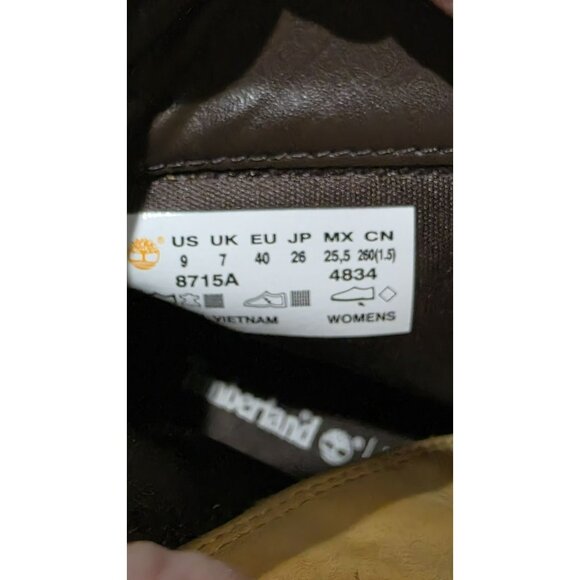 US UK EU JP MX CN
9 7 40 26 25,5 260(1.5)
8715A 4834
VIETNAM WOMENS
mberland